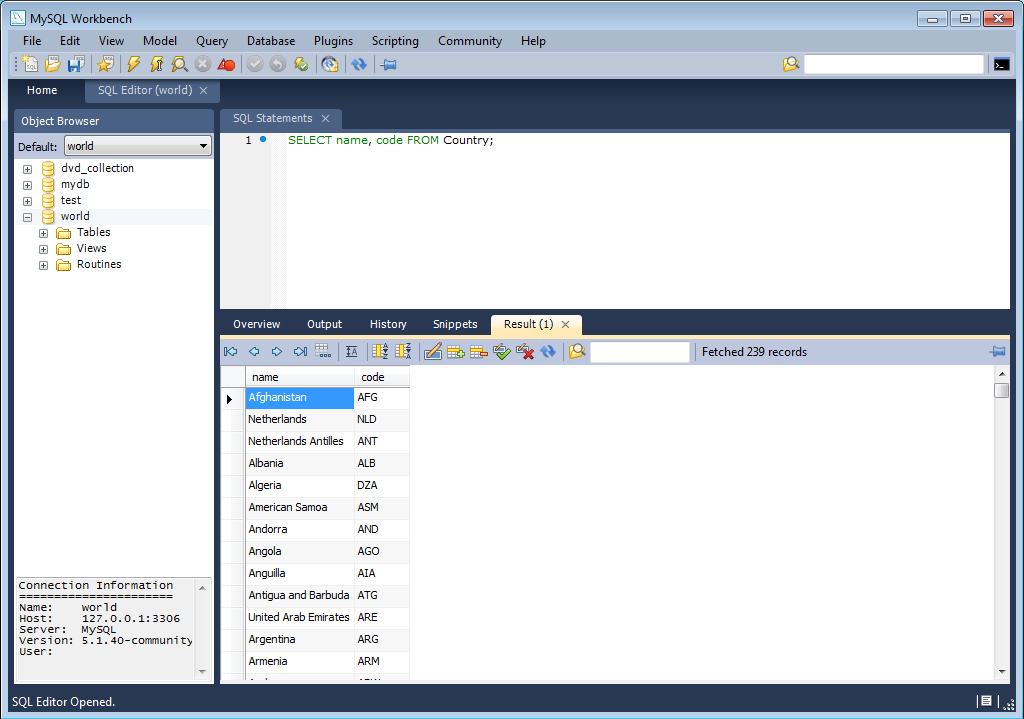 MySQL Workbench
File Edit View Model Query Database Plugins Scripting Community Help
Home SQL Editor (world)
Object Browser
Default: world
dvd_collection
mydb
test
world
Tables
Views
Routines
Connection Information
======================
Name: world
Host: 127.0.0.1:3306
Server: MySQL
Version: 5.1.40-community
User:
SQL Statements
1 SELECT name, code FROM Country;
Overview Output History Snippets Result (1)
Fetched 239 records
name code
Afghanistan AFG
Netherlands NLD
Netherlands Antilles ANT
Albania ALB
Algeria DZA
American Samoa ASM
Andorra AND
Angola AGO
Anguilla AIA
Antigua and Barbuda ATG
United Arab Emirates ARE
Argentina ARG
Armenia ARM
SQL Editor Opened.